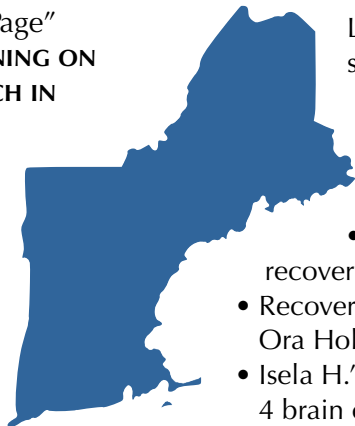 Page”
NING ON
CH IN
L
s
•
recover
• Recover
Ora Hol
• Isela H.’
4 brain